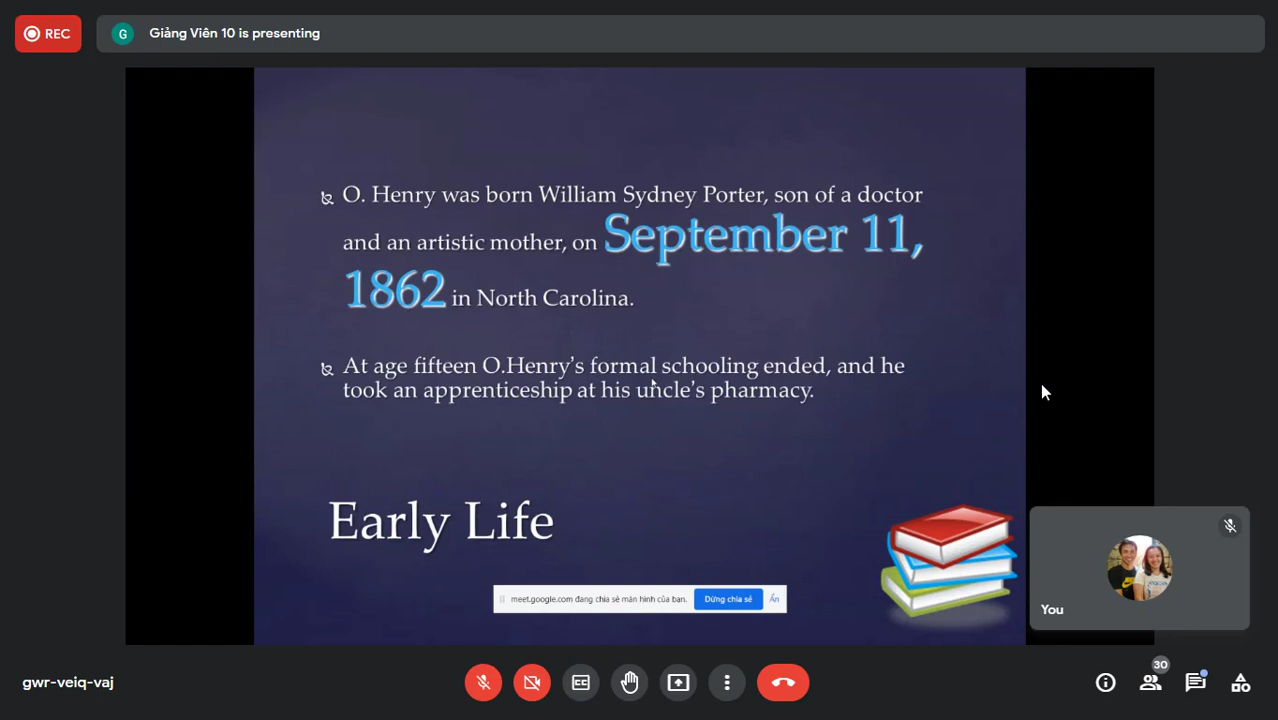 REC
G
Giảng Viên 10 is presenting
O. Henry was born William Sydney Porter, son of a doctor
and an artistic mother, on September 11,
1862 in North Carolina.
At age fifteen O.Henry's formal schooling ended, and he
took an apprenticeship at his uncle's pharmacy.
Early Life
meet.google.com đang chia sẻ màn hình của bạn.
Dừng chia sẻ
Ẩn
You
gwr-veiq-vaj
CC
30